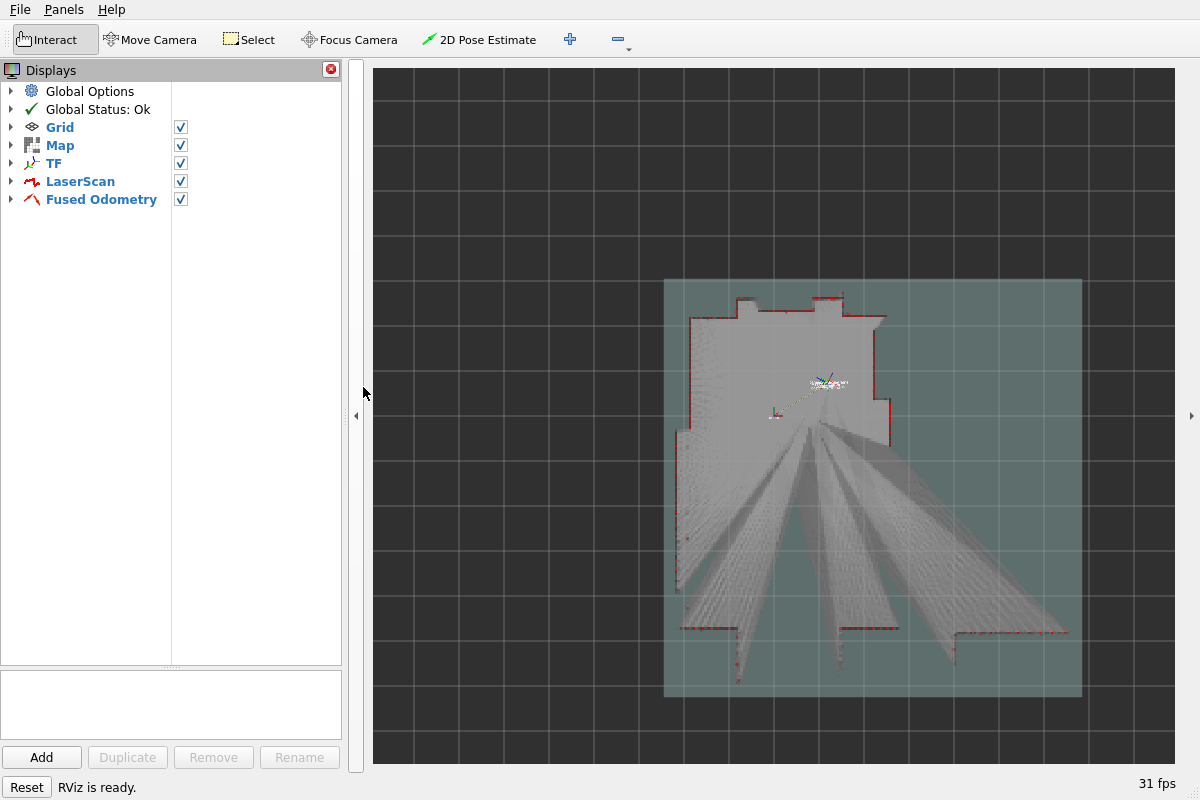 File Panels Help
Interact Move Camera Select Focus Camera 2D Pose Estimate
Displays
Global Options
Global Status: Ok
Grid
Map
TF
LaserScan
Fused Odometry
Add Duplicate Remove Rename
Reset RViz is ready. 31 fps